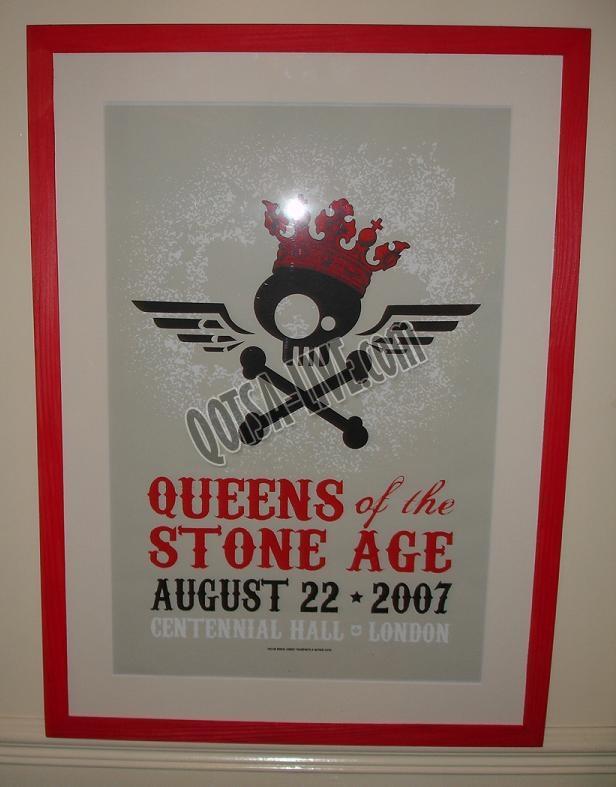 QOTSA-LIVE.com
QUEENS of the
STONE AGE
AUGUST 22 ★ 2007
CENTENNIAL HALL LONDON